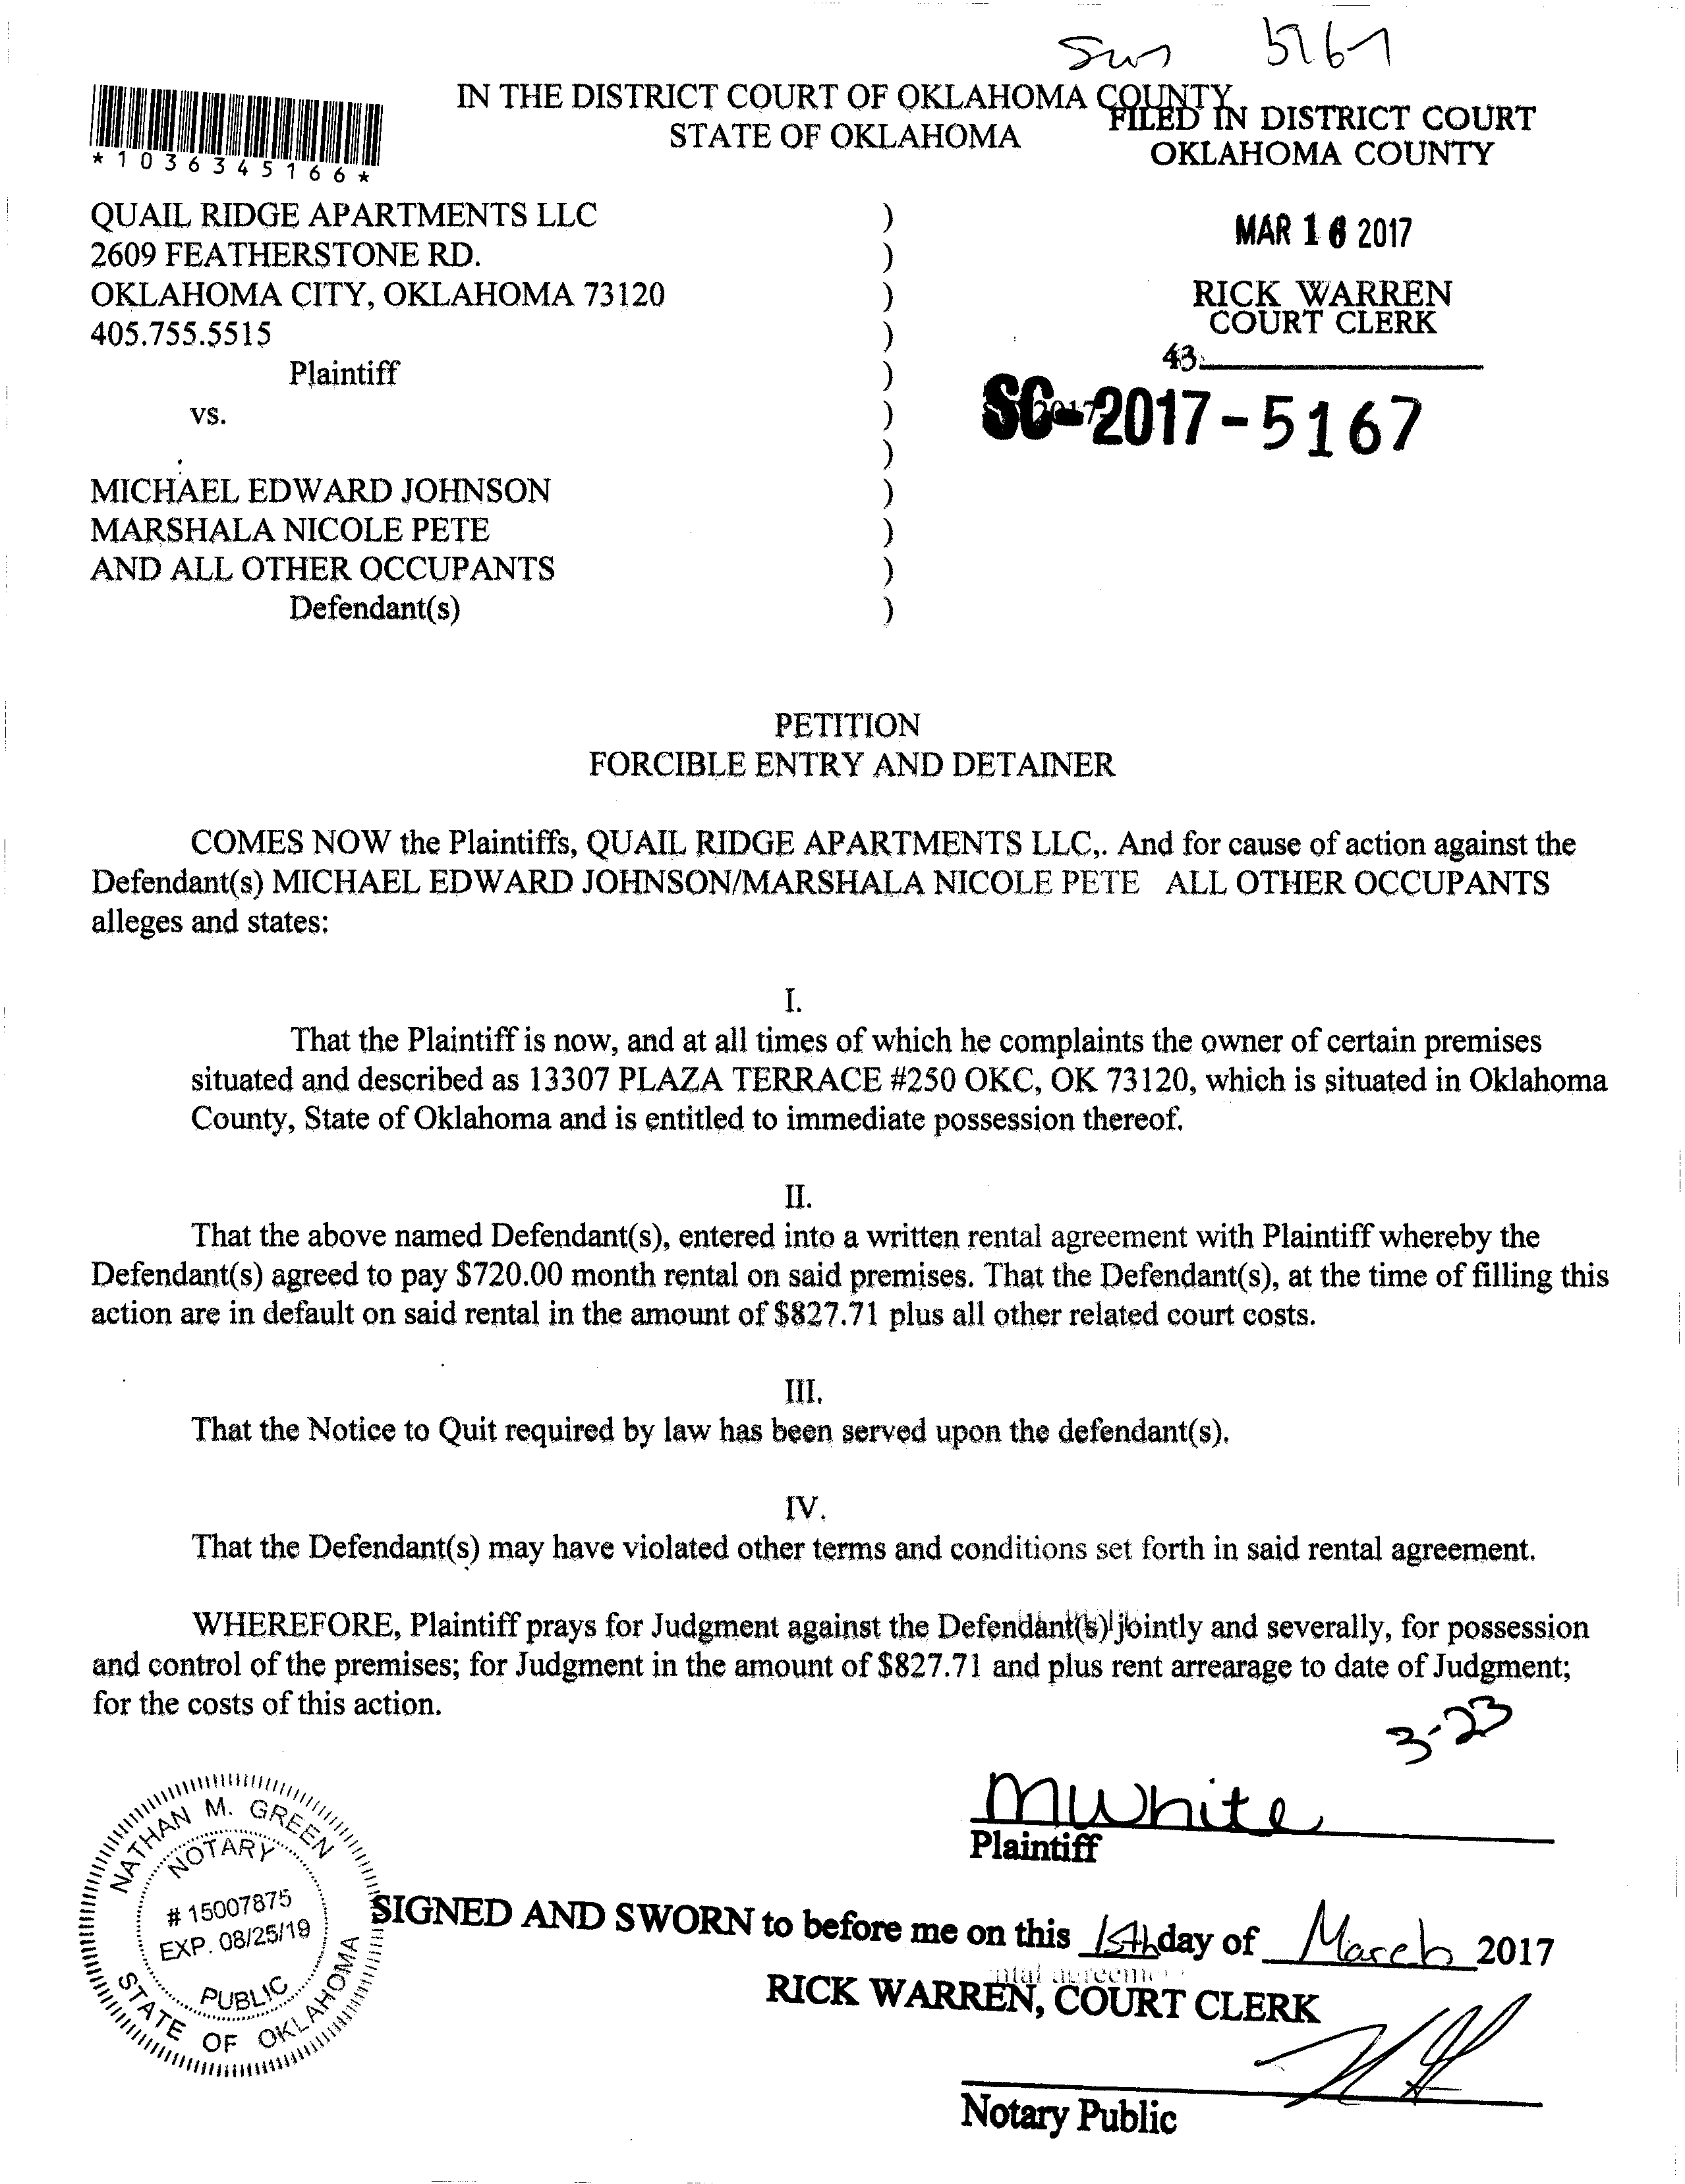 5167
IN THE DISTRICT COURT OF OKLAHOMA COUNTY
STATE OF OKLAHOMA
FILED IN DISTRICT COURT
OKLAHOMA COUNTY
*1036345166*
MAR 16 2017
RICK WARREN
COURT CLERK
43
SC-2017-5167
QUAIL RIDGE APARTMENTS LLC )
2609 FEATHERSTONE RD. )
OKLAHOMA CITY, OKLAHOMA 73120 )
405.755.5515 )
Plaintiff )
vs. )
)
MICHAEL EDWARD JOHNSON )
MARSHALA NICOLE PETE )
AND ALL OTHER OCCUPANTS )
Defendant(s) )
PETITION
FORCIBLE ENTRY AND DETAINER
COMES NOW the Plaintiffs, QUAIL RIDGE APARTMENTS LLC,. And for cause of action against the
Defendant(s) MICHAEL EDWARD JOHNSON/MARSHALA NICOLE PETE ALL OTHER OCCUPANTS
alleges and states:
I.
That the Plaintiff is now, and at all times of which he complaints the owner of certain premises
situated and described as 13307 PLAZA TERRACE #250 OKC, OK 73120, which is situated in Oklahoma
County, State of Oklahoma and is entitled to immediate possession thereof.
II.
That the above named Defendant(s), entered into a written rental agreement with Plaintiff whereby the
Defendant(s) agreed to pay $720.00 month rental on said premises. That the Defendant(s), at the time of filling this
action are in default on said rental in the amount of $827.71 plus all other related court costs.
III.
That the Notice to Quit required by law has been served upon the defendant(s).
IV.
That the Defendant(s) may have violated other terms and conditions set forth in said rental agreement.
WHEREFORE, Plaintiff prays for Judgment against the Defendant(s) jointly and severally, for possession
and control of the premises; for Judgment in the amount of $827.71 and plus rent arrearage to date of Judgment;
for the costs of this action.
3-23
MWhite
Plaintiff
NATHAN M. GREEN
NOTARY
# 15007875
EXP. 08/25/19
PUBLIC
STATE OF OKLAHOMA
SIGNED AND SWORN to before me on this 15th day of March 2017
RICK WARREN, COURT CLERK
Notary Public